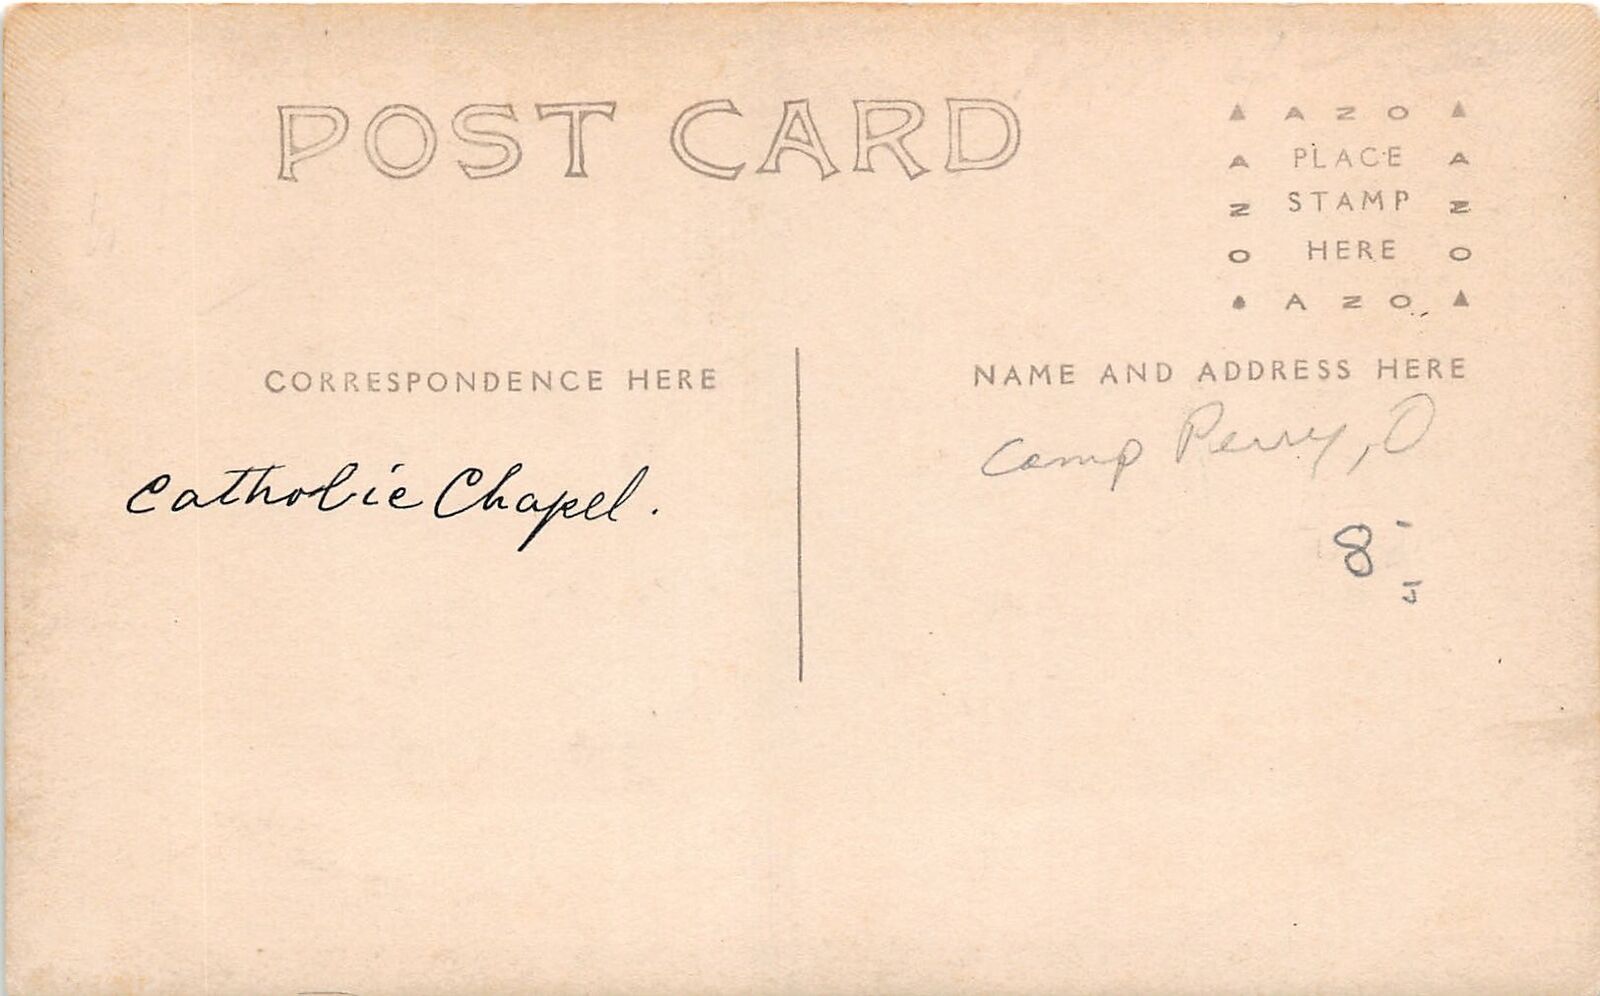 POST CARD
▲ A Z O ▲
A PLACE A
Z STAMP Z
O HERE O
● A Z O ▲
CORRESPONDENCE HERE
NAME AND ADDRESS HERE
Camp Perry, O
Catholic Chapel.
8